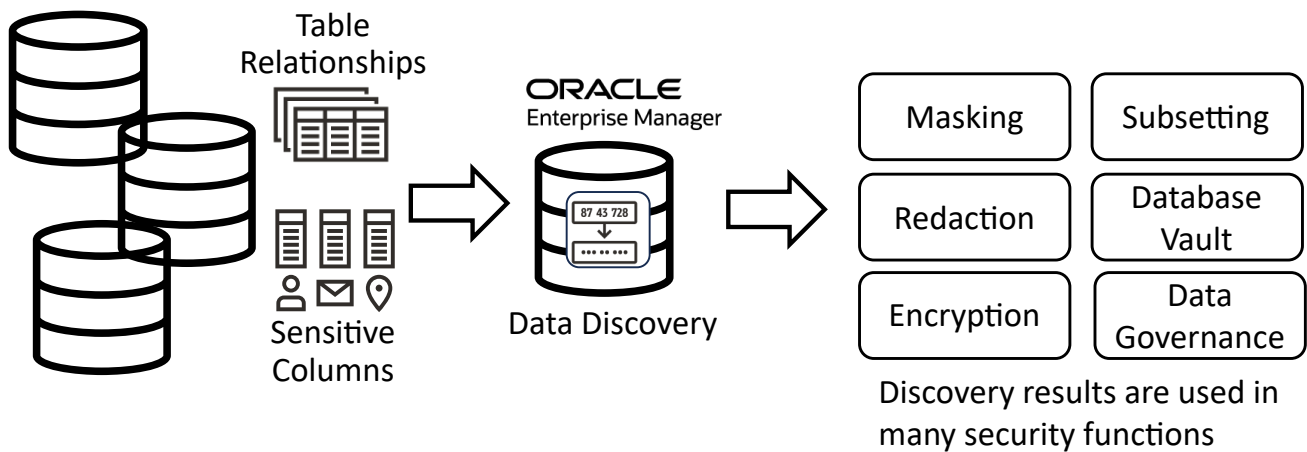 Table
Relationships
Sensitive
Columns
ORACLE
Enterprise Manager
87 43 728
••• •• •••
Data Discovery
Masking
Subsetting
Redaction
Database
Vault
Encryption
Data
Governance
Discovery results are used in
many security functions